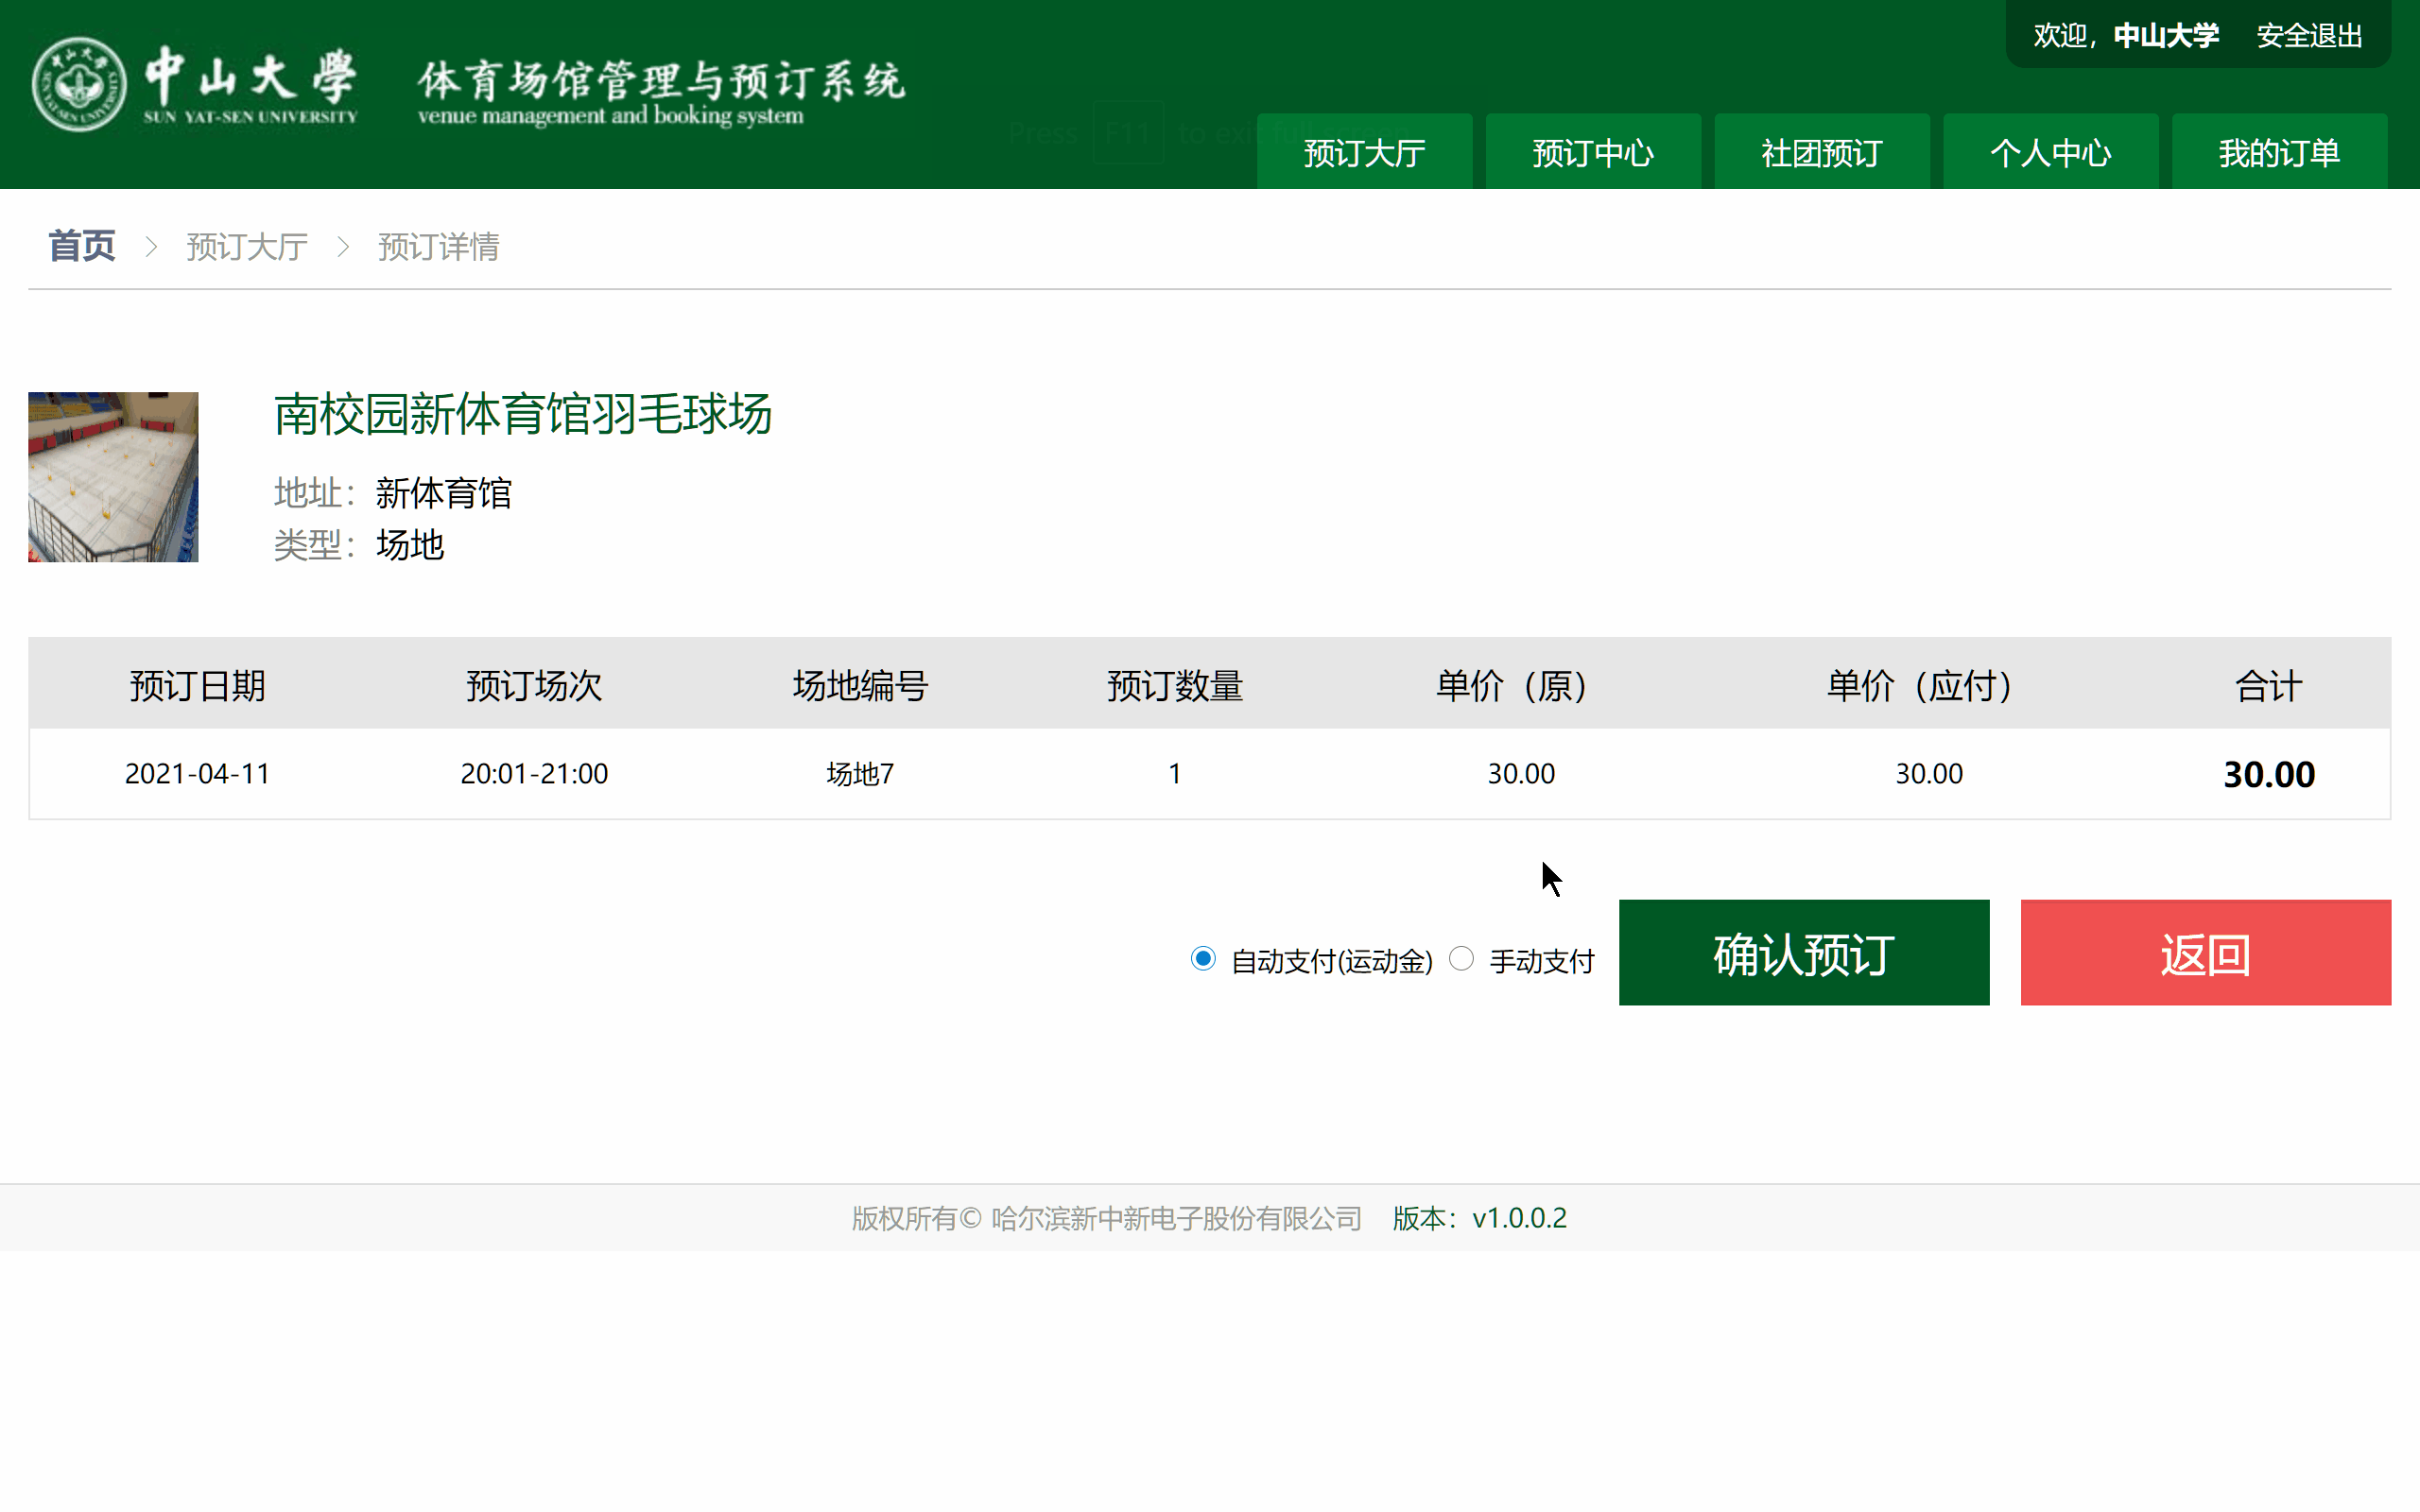 欢迎，中山大学 安全退出
中山大學
SUN YAT-SEN UNIVERSITY
体育场馆管理与预订系统
venue management and booking system
Press F11 to exit full
预订大厅 预订中心 社团预订 个人中心 我的订单
首页 预订大厅 预订详情
南校园新体育馆羽毛球场
地址：新体育馆
类型：场地
预订日期 预订场次 场地编号 预订数量 单价（原） 单价（应付） 合计
2021-04-11 20:01-21:00 场地7 1 30.00 30.00 30.00
自动支付(运动金) 手动支付 确认预订 返回
版权所有© 哈尔滨新中新电子股份有限公司 版本：v1.0.0.2